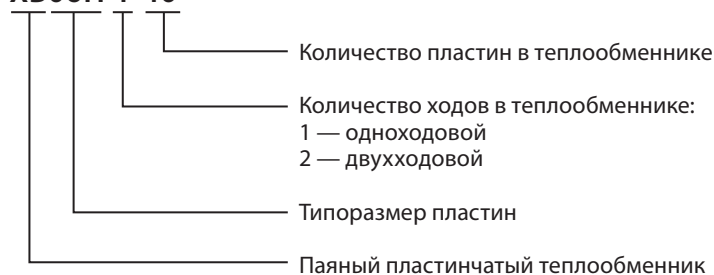 Количество пластин в теплообменнике
Количество ходов в теплообменнике:
1 — одноходовой
2 — двухходовой
Типоразмер пластин
Паяный пластинчатый теплообменник